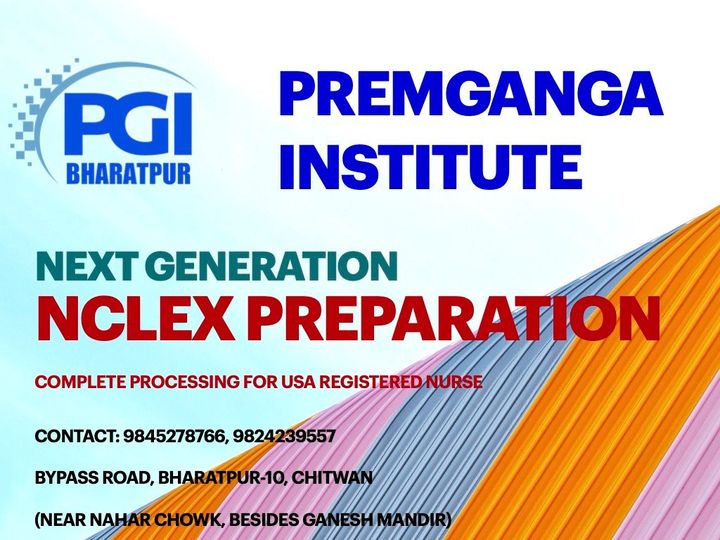 PGI
BHARATPUR
PREMGANGA
INSTITUTE
NEXT GENERATION
NCLEX PREPARATION
COMPLETE PROCESSING FOR USA REGISTERED NURSE
CONTACT: 9845278766, 9824239557
BYPASS ROAD, BHARATPUR-10, CHITWAN
(NEAR NAHAR CHOWK, BESIDES GANESH MANDIR)